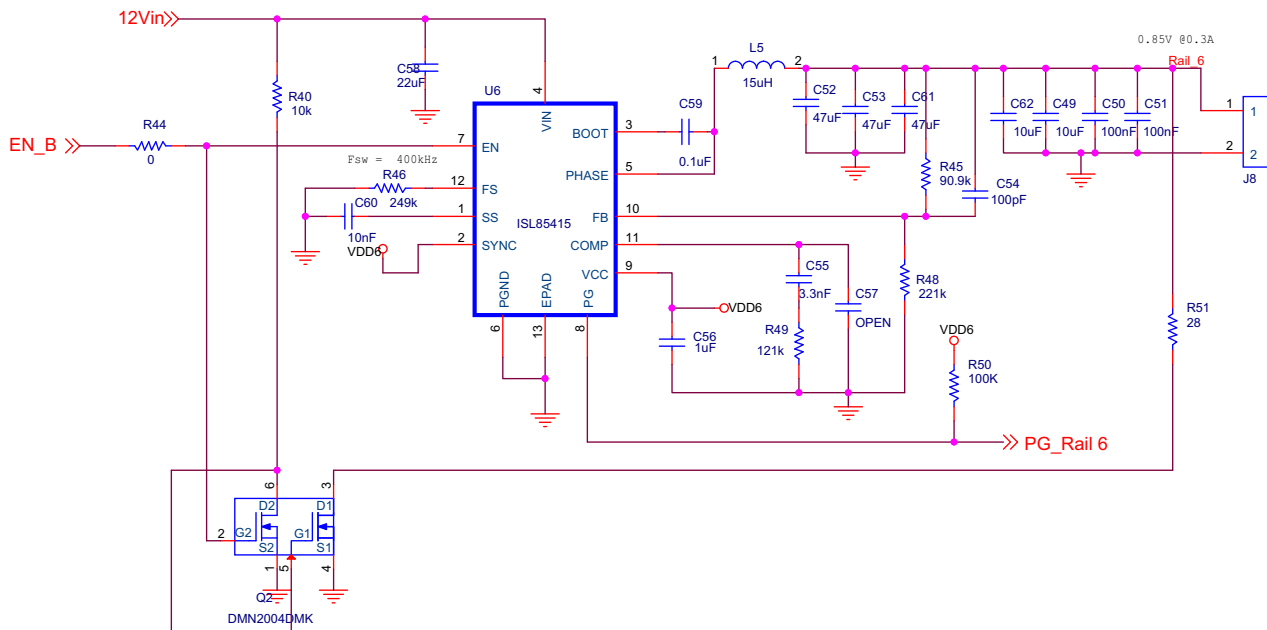 12Vin
0.85V @0.3A
Rail_6
L5
1
2
15uH
C58
22uF
U6
4
R40
10k
C59
0.1uF
C52
47uF
C53
47uF
C61
47uF
C62
10uF
C49
10uF
C50
100nF
C51
100nF
1
1
2
2
J8
R44
0
EN_B
7
EN
VIN
BOOT
3
Fsw = 400kHz
R46
249k
12
FS
PHASE
5
R45
90.9k
C54
100pF
C60
10nF
1
SS
ISL85415
FB
10
VDD6
2
SYNC
COMP
11
VCC
9
C55
3.3nF
C57
OPEN
R48
221k
PGND
EPAD
PG
6
13
8
VDD6
C56
1uF
R49
121k
R51
28
VDD6
R50
100K
PG_Rail 6
6
3
D2
D1
2
G2
G1
S2
S1
1
5
4
Q2
DMN2004DMK